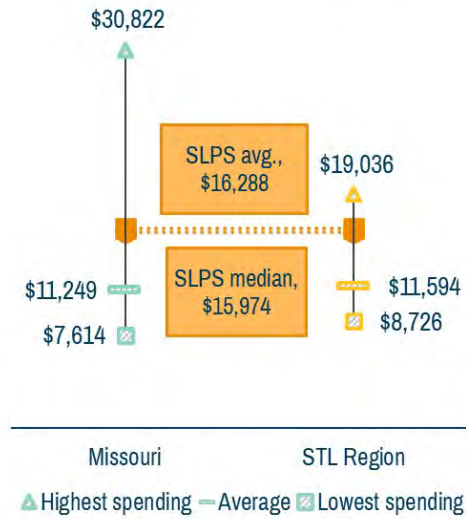 $30,822
SLPS avg.,
$16,288
$19,036
$11,249
SLPS median,
$15,974
$11,594
$7,614
$8,726
Missouri
STL Region
Highest spending
Average
Lowest spending